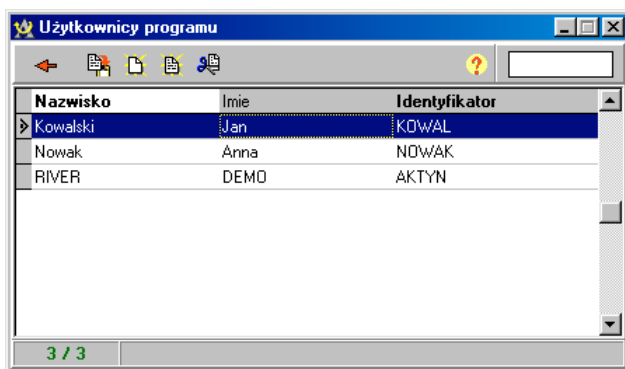 Użytkownicy programu
?
Nazwisko Imie Identyfikator
Kowalski Jan KOWAL
Nowak Anna NOWAK
RIVER DEMO AKTYN
3 / 3